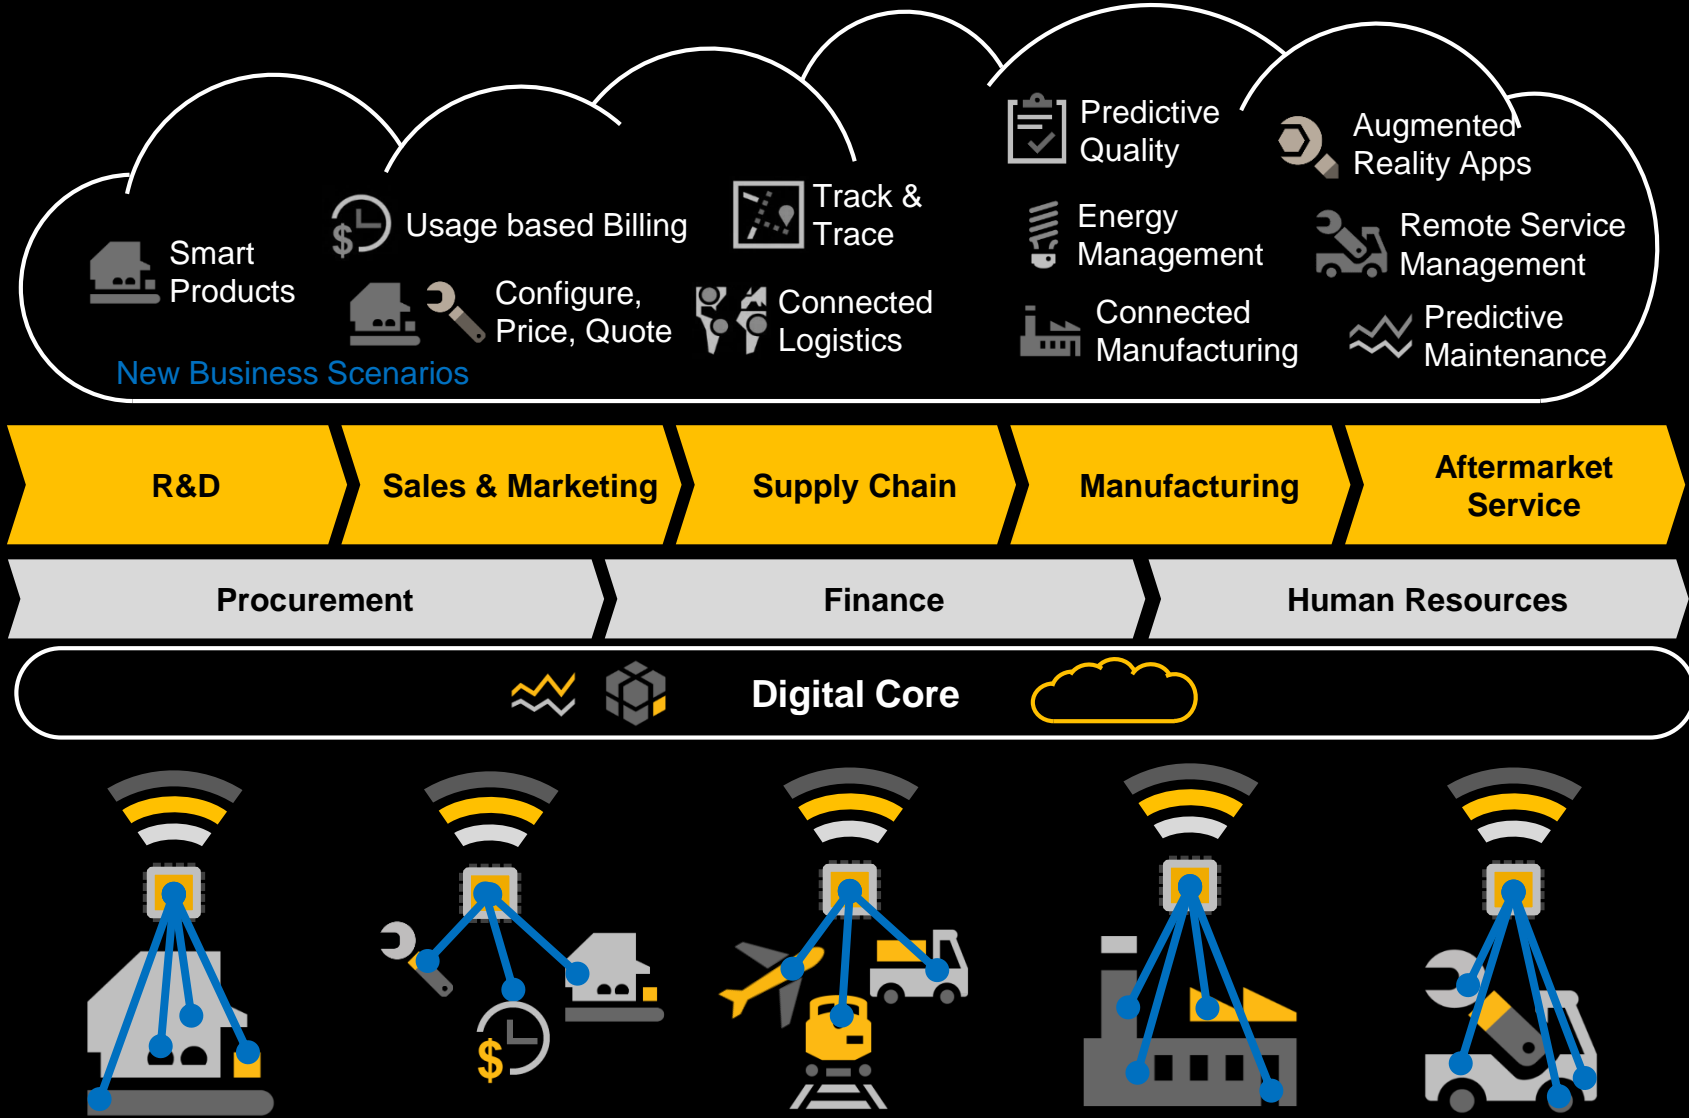 Predictive
Quality
Augmented
Reality Apps
Track &
Trace
Usage based Billing
Energy
Management
Remote Service
Management
Smart
Products
Configure,
Price, Quote
Connected
Logistics
Connected
Manufacturing
Predictive
Maintenance
New Business Scenarios
R&D
Sales & Marketing
Supply Chain
Manufacturing
Aftermarket
Service
Procurement
Finance
Human Resources
Digital Core
$
$